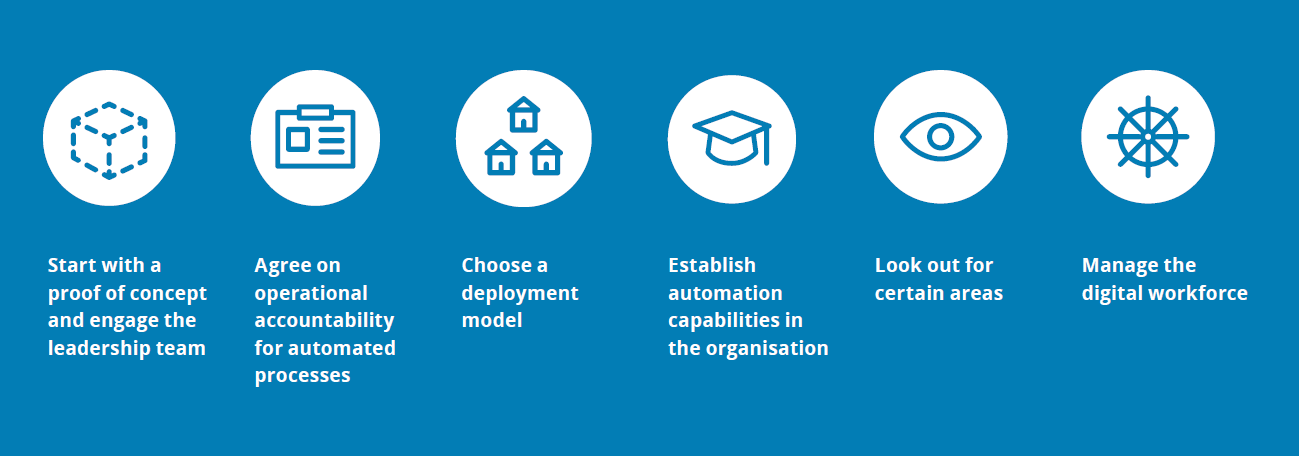 Start with a
proof of concept
and engage the
leadership team
Agree on
operational
accountability
for automated
processes
Choose a
deployment
model
Establish
automation
capabilities in
the organisation
Look out for
certain areas
Manage the
digital workforce